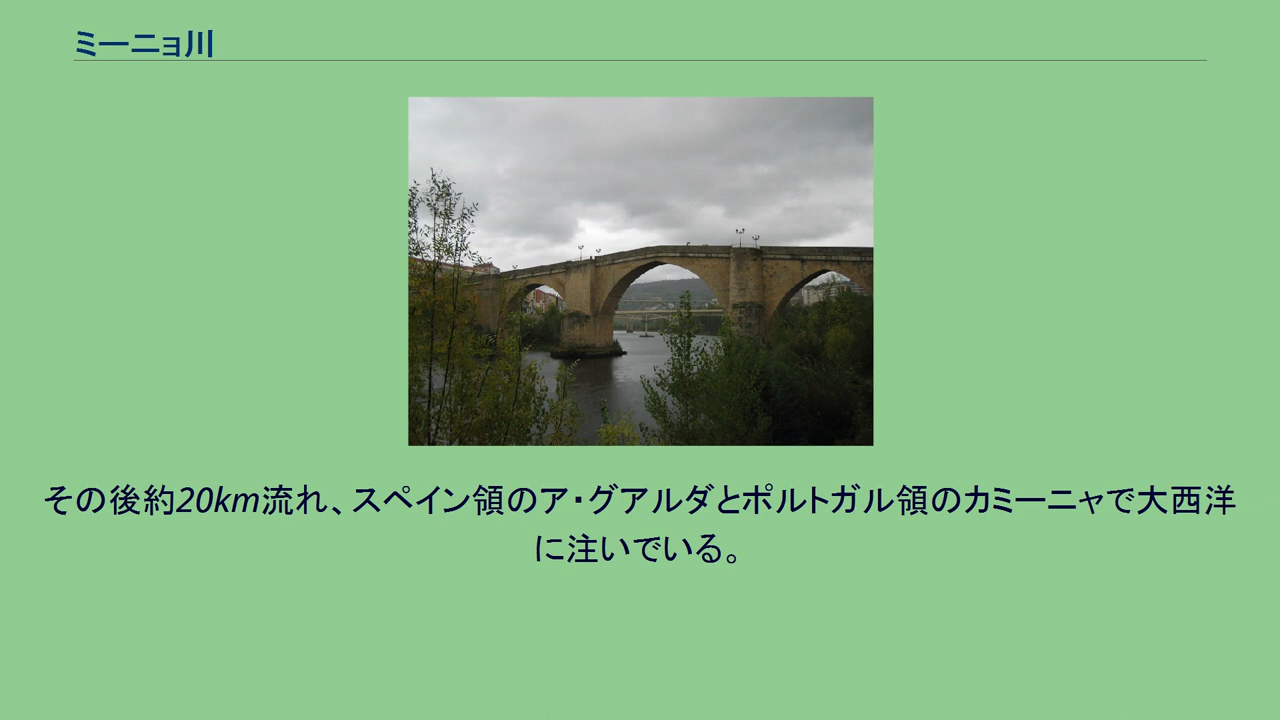 ミーニョ川
その後約20km流れ、スペイン領のア・グアルダとポルトガル領のカミーニャで大西洋
に注いでいる。